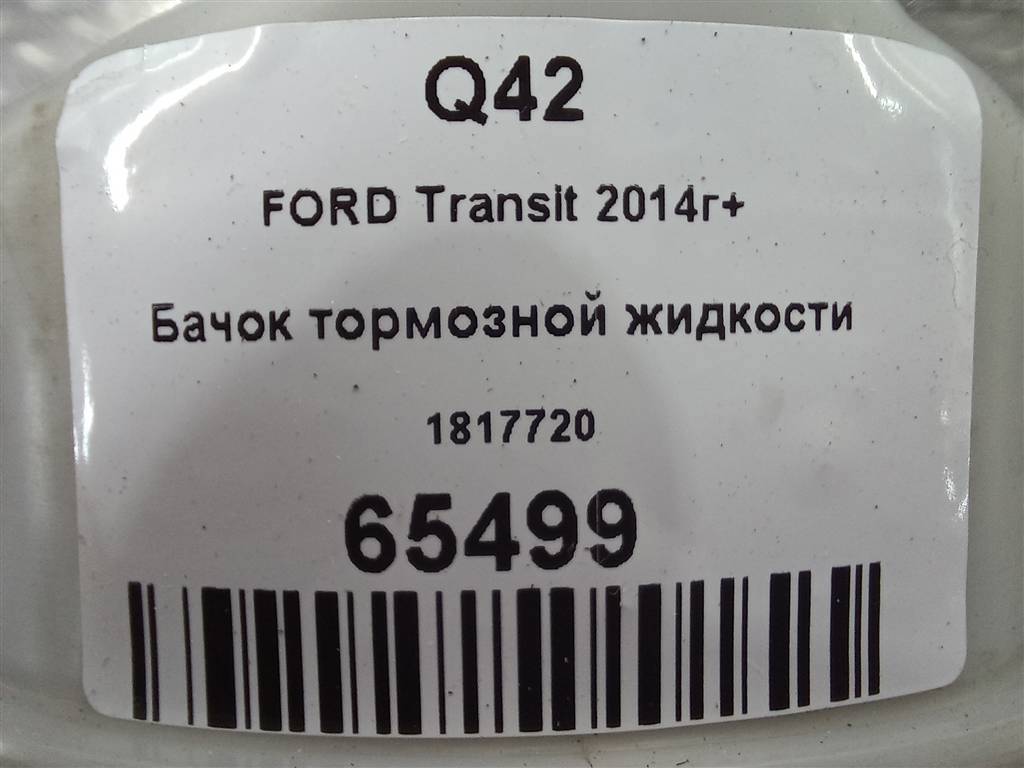 Q42
FORD Transit 2014г+
Бачок тормозной жидкости
1817720
65499